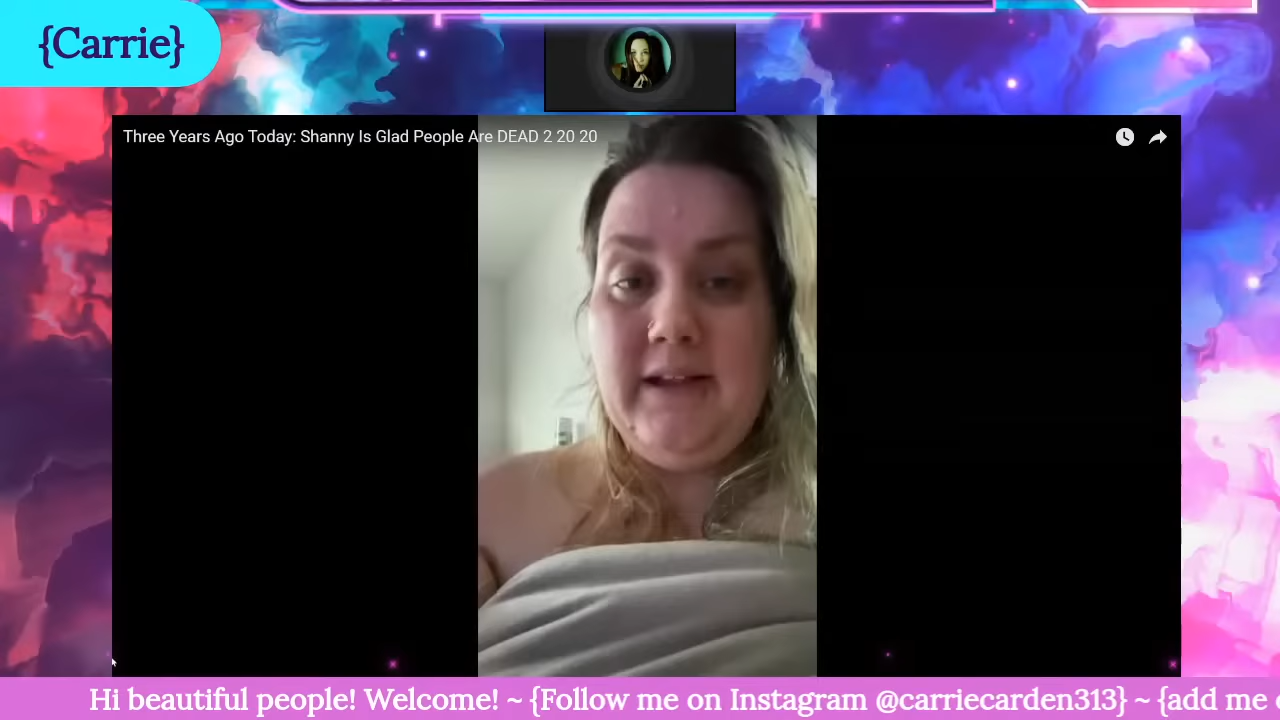 {Carrie}
Three Years Ago Today: Shanny Is Glad People Are DEAD 2 20 20
Hi beautiful people! Welcome! ~ {Follow me on Instagram @carriecarden313} ~ {add me